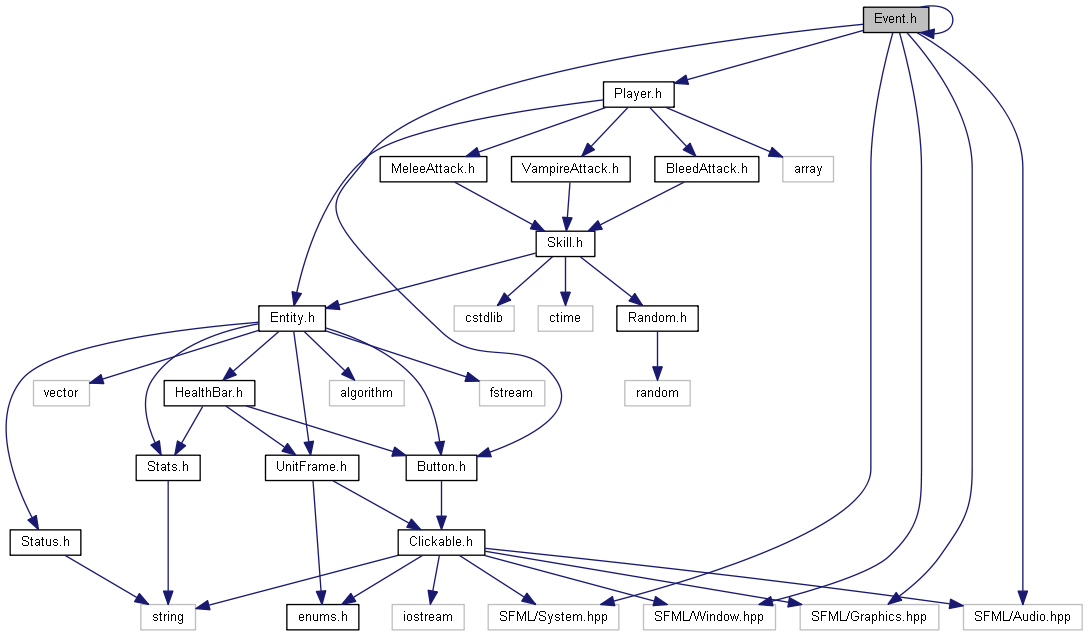 Event.h
Player.h
MeleeAttack.h
VampireAttack.h
BleedAttack.h
array
Skill.h
Entity.h
cstdlib
ctime
Random.h
vector
HealthBar.h
algorithm
fstream
random
Stats.h
UnitFrame.h
Button.h
Status.h
Clickable.h
string
enums.h
iostream
SFML/System.hpp
SFML/Window.hpp
SFML/Graphics.hpp
SFML/Audio.hpp